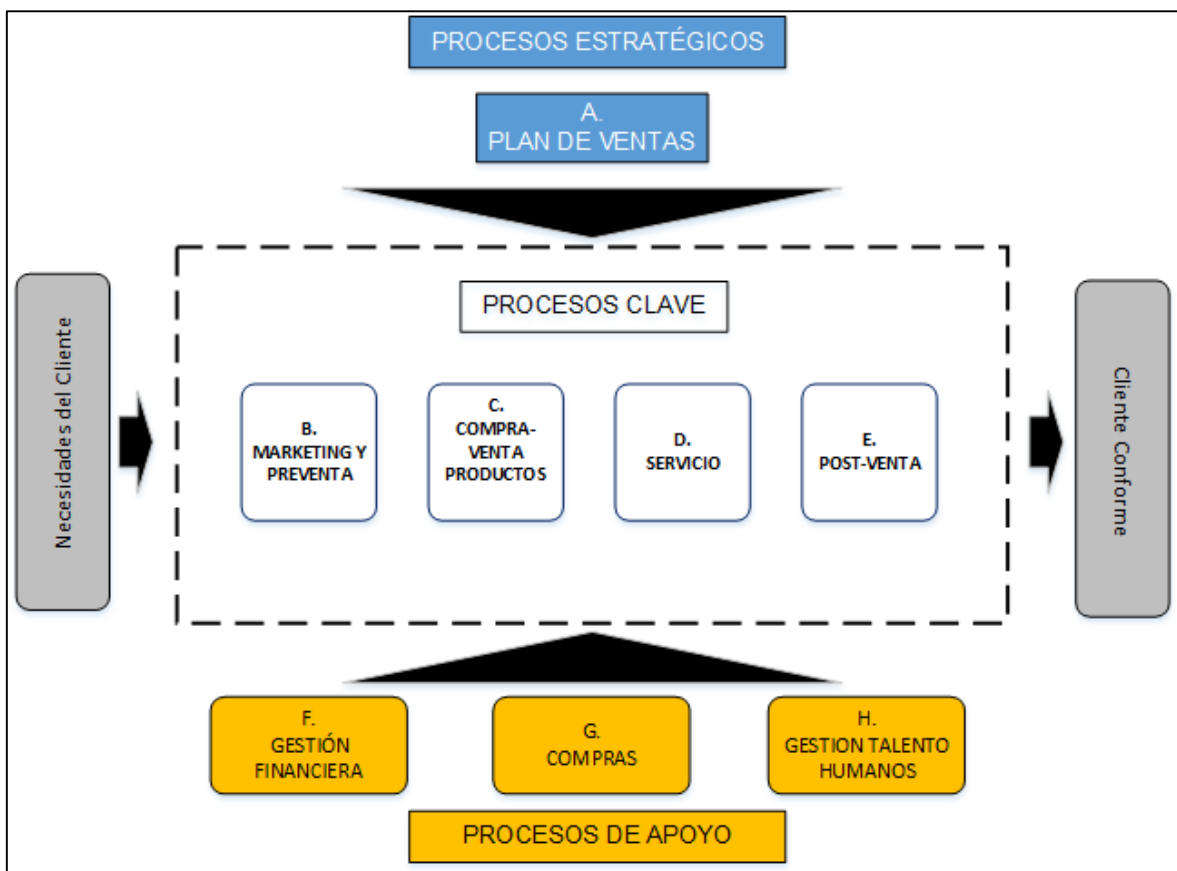 PROCESOS ESTRATÉGICOS
A.
PLAN DE VENTAS
Necesidades del Cliente
PROCESOS CLAVE
B.
MARKETING Y
PREVENTA
C.
COMPRA-
VENTA
PRODUCTOS
D.
SERVICIO
E.
POST-VENTA
Cliente Conforme
F.
GESTIÓN
FINANCIERA
G.
COMPRAS
H.
GESTION TALENTO
HUMANOS
PROCESOS DE APOYO